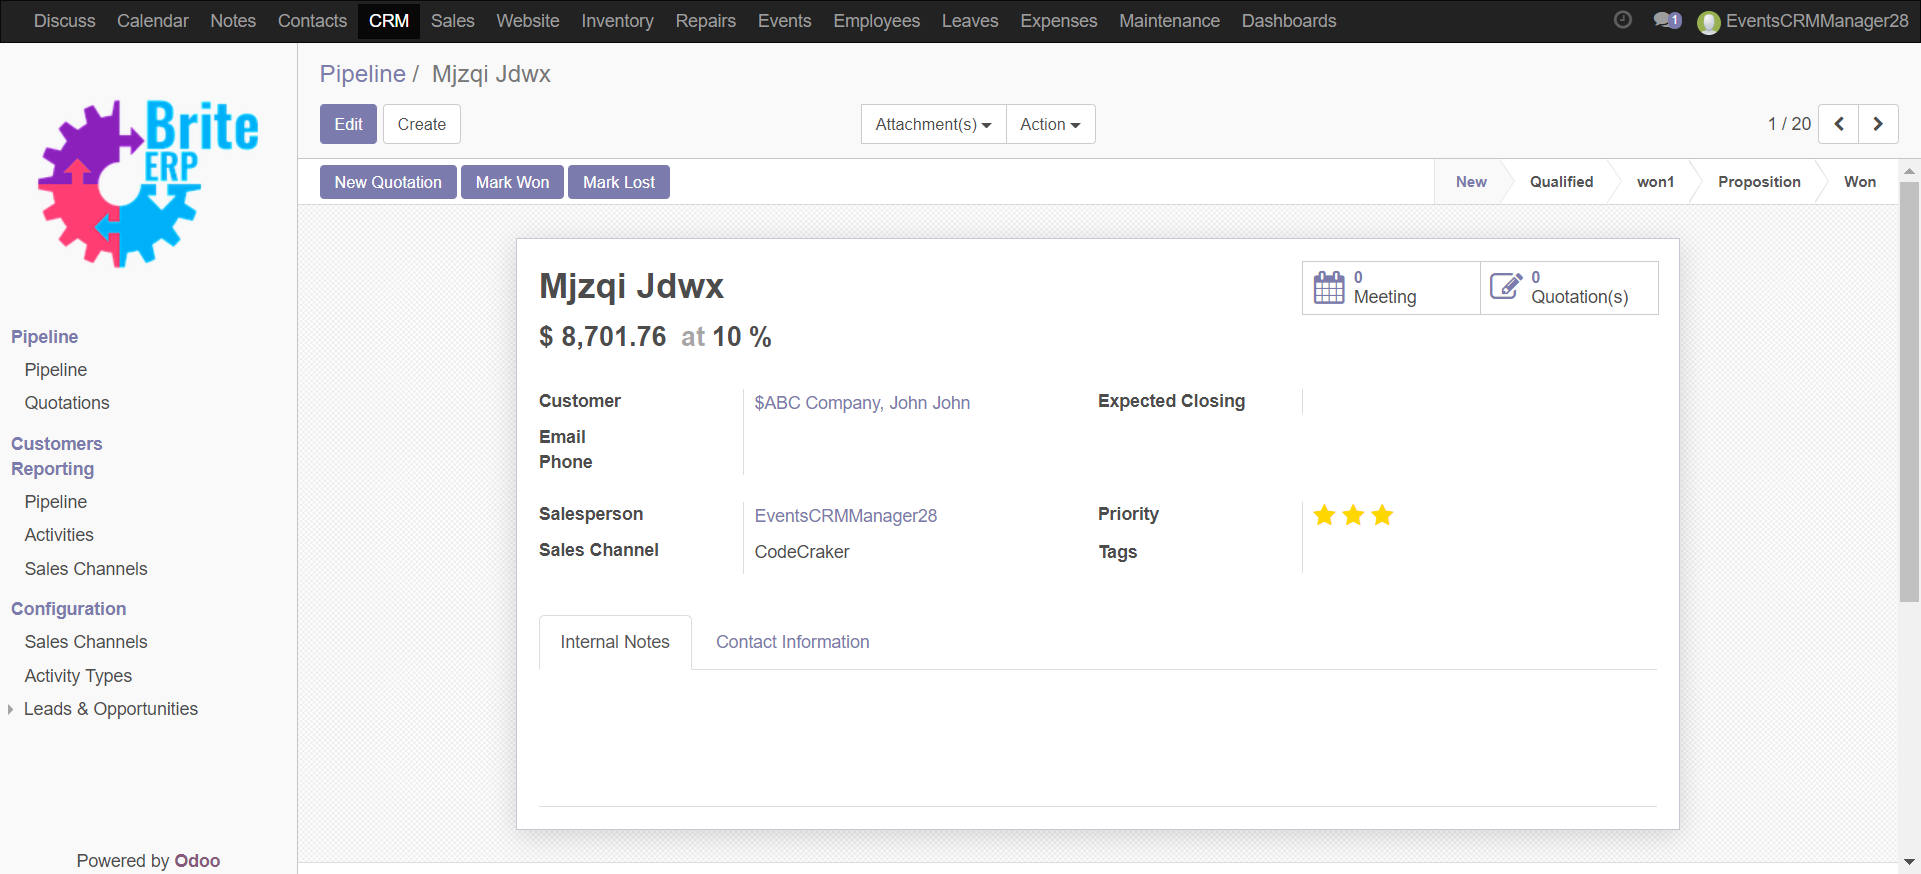 Discuss Calendar Notes Contacts CRM Sales Website Inventory Repairs Events Employees Leaves Expenses Maintenance Dashboards 1 EventsCRMManager28
Brite
ERP
Pipeline
Pipeline
Quotations
Customers
Reporting
Pipeline
Activities
Sales Channels
Configuration
Sales Channels
Activity Types
Leads & Opportunities
Powered by Odoo
Pipeline / Mjzqi Jdwx
Edit Create Attachment(s) Action 1 / 20
New Quotation Mark Won Mark Lost New Qualified won1 Proposition Won
Mjzqi Jdwx
0
Meeting
0
Quotation(s)
$ 8,701.76 at 10 %
Customer $ABC Company, John John
Email
Phone
Expected Closing
Salesperson EventsCRMManager28
Sales Channel CodeCraker
Priority
Tags
Internal Notes Contact Information